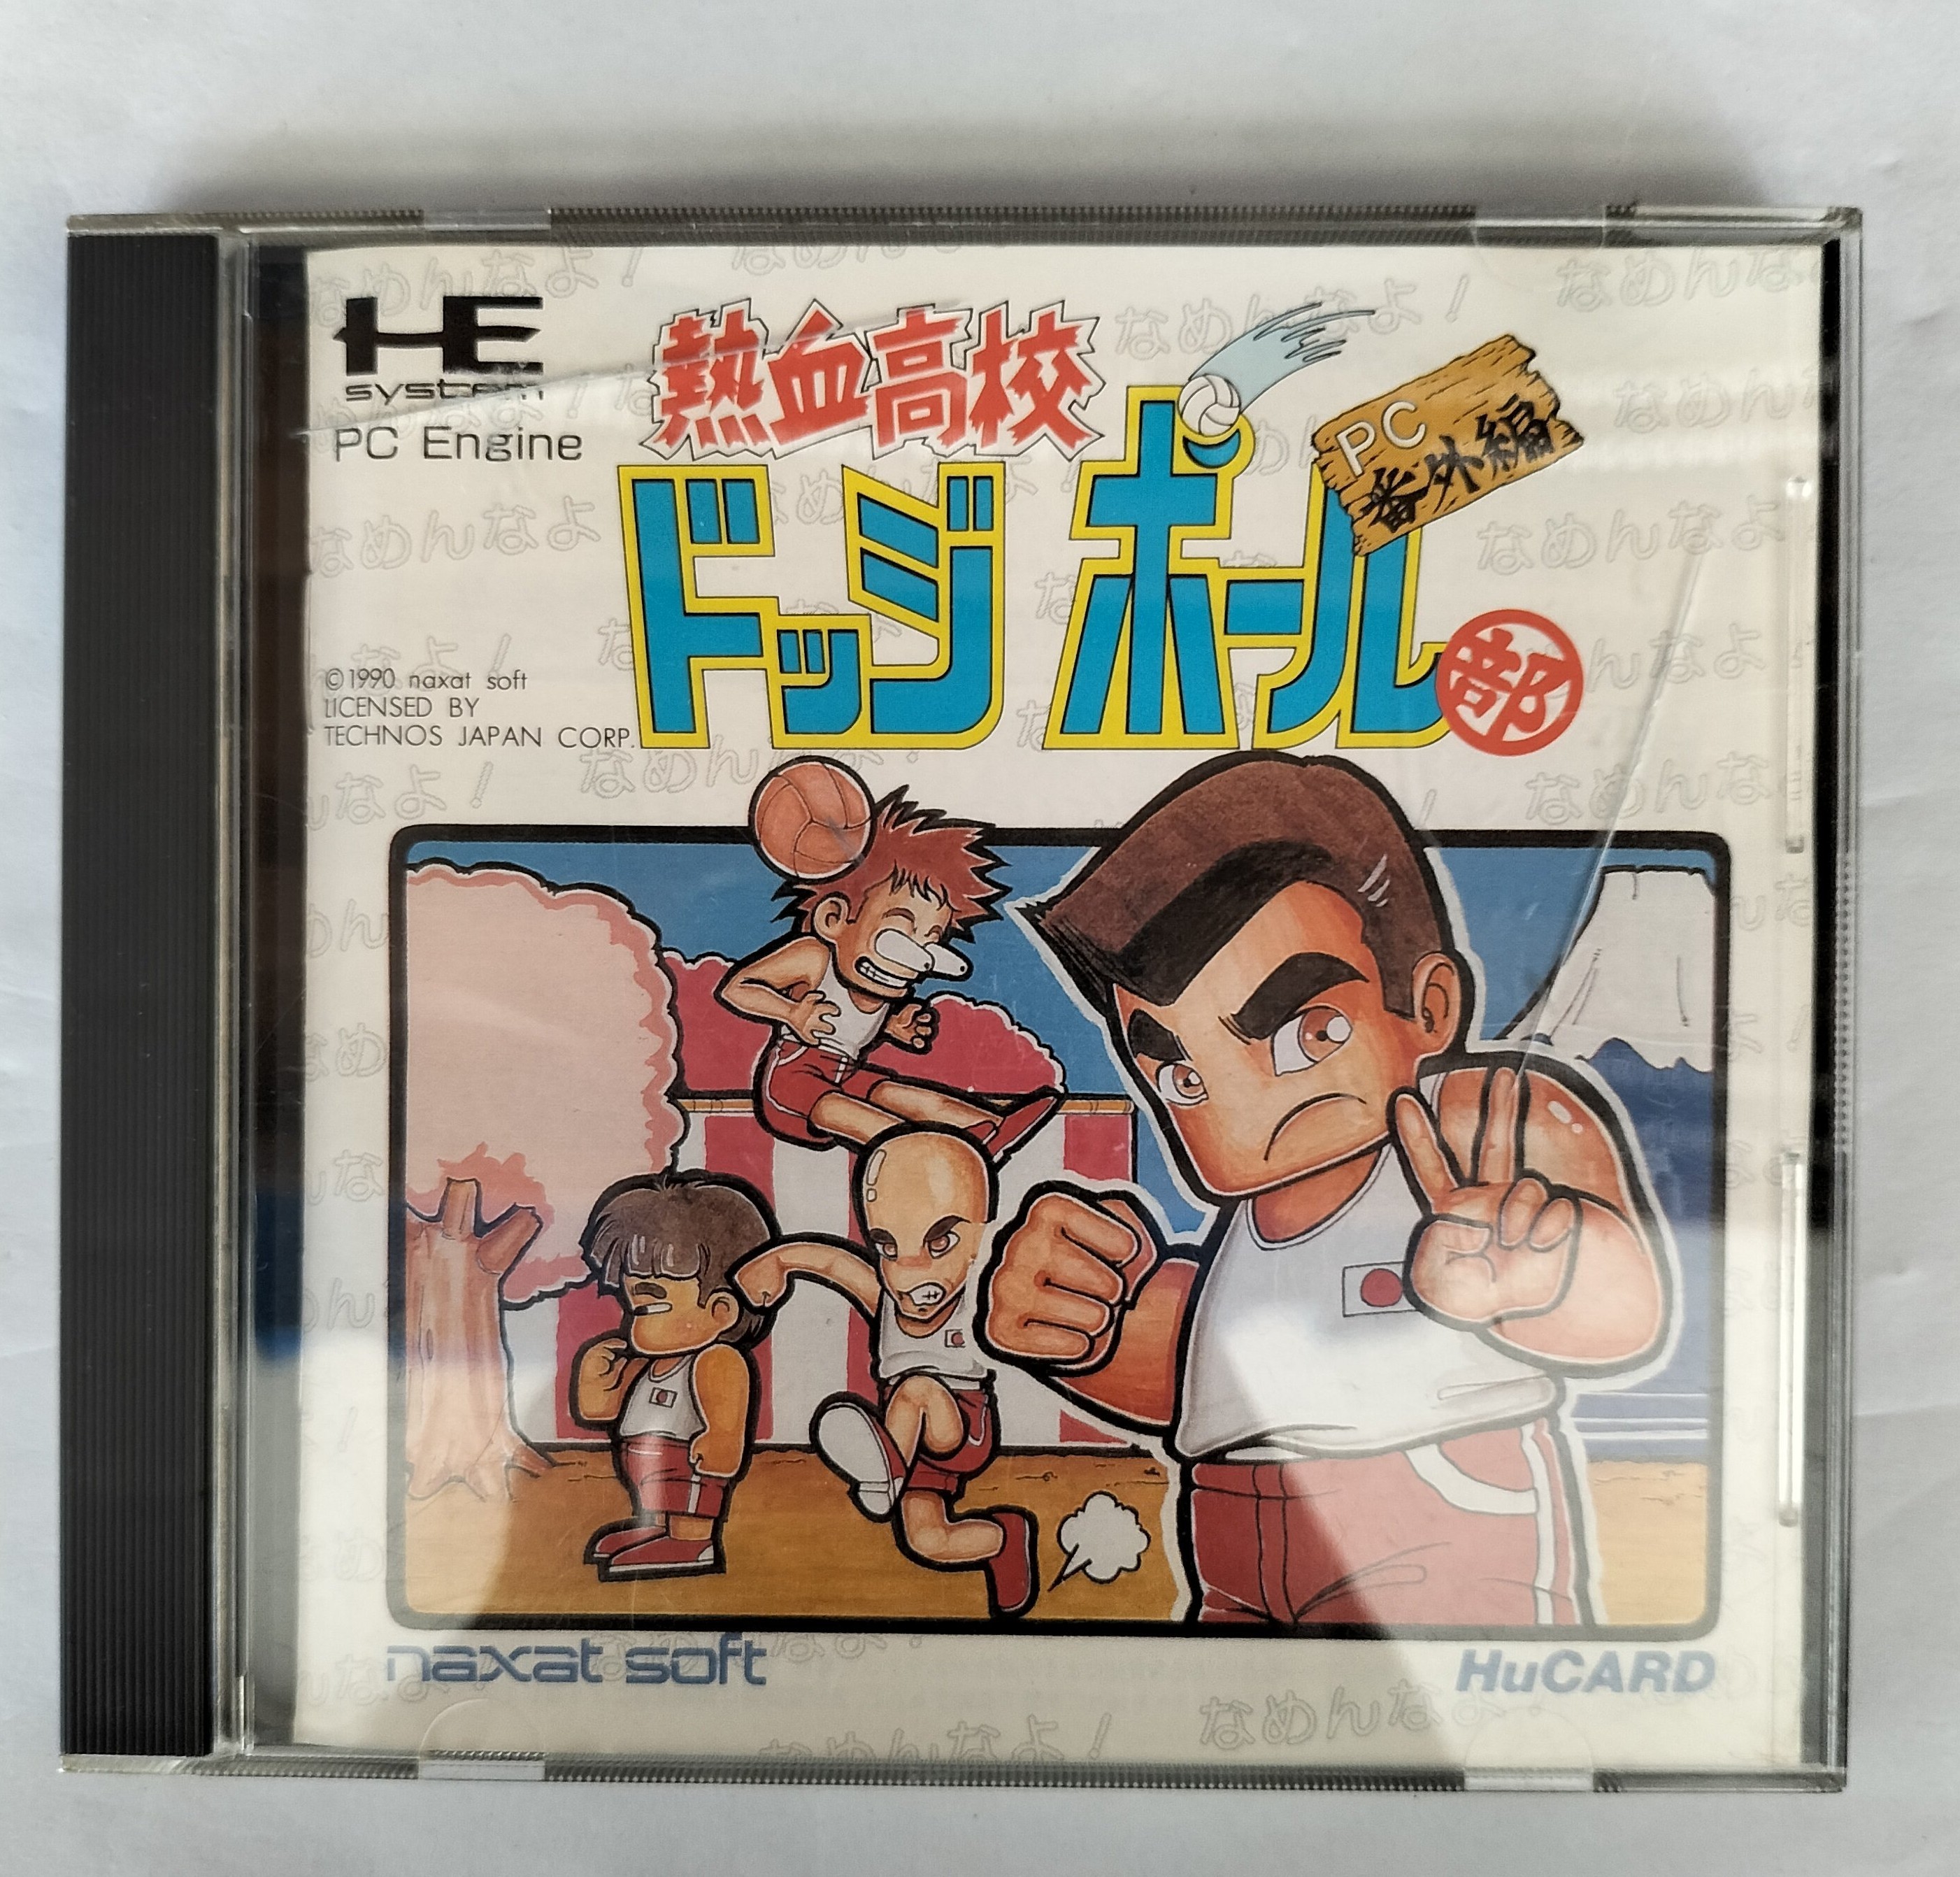 HE
system
PC Engine
熱血高校
ドッジボール部
PC
番外編
©1990 naxat soft
LICENSED BY
TECHNOS JAPAN CORP.
なめんなよ!
naxat soft
HuCARD